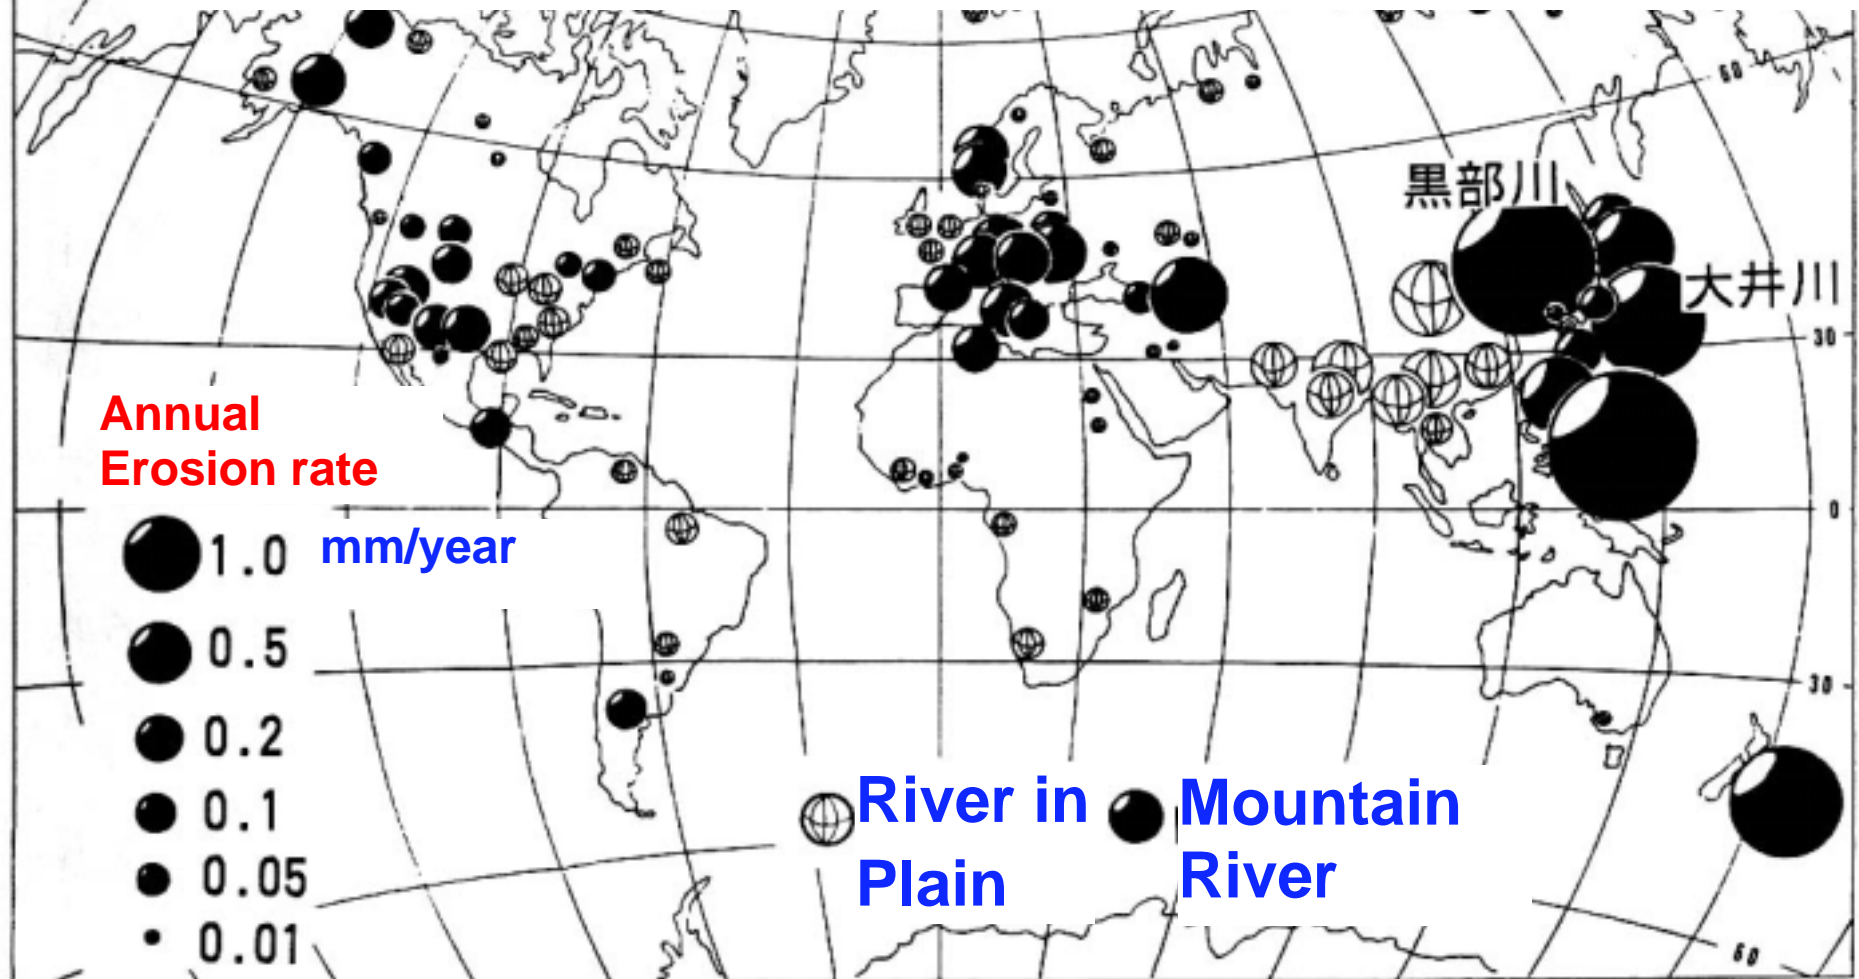 60
黒部川
大井川
30
Annual
Erosion rate
0
1.0 mm/year
0.5
30
0.2
River in
Plain
Mountain
River
0.1
0.05
0.01
60